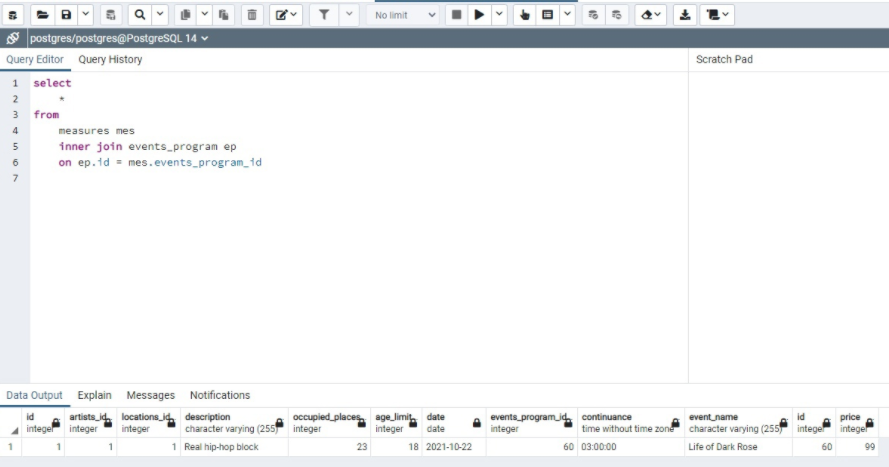 No limit
postgres/postgres@PostgreSQL 14
Query Editor Query History Scratch Pad
1 select
2 *
3 from
4 measures mes
5 inner join events_program ep
6 on ep.id = mes.events_program_id
7
Data Output Explain Messages Notifications
id artists_id locations_id description occupied_places age_limit date events_program_id continuance event_name id price
integer integer integer character varying (255) integer integer date integer time without time zone character varying (255) integer integer
1 1 1 1 Real hip-hop block 23 18 2021-10-22 60 03:00:00 Life of Dark Rose 60 99